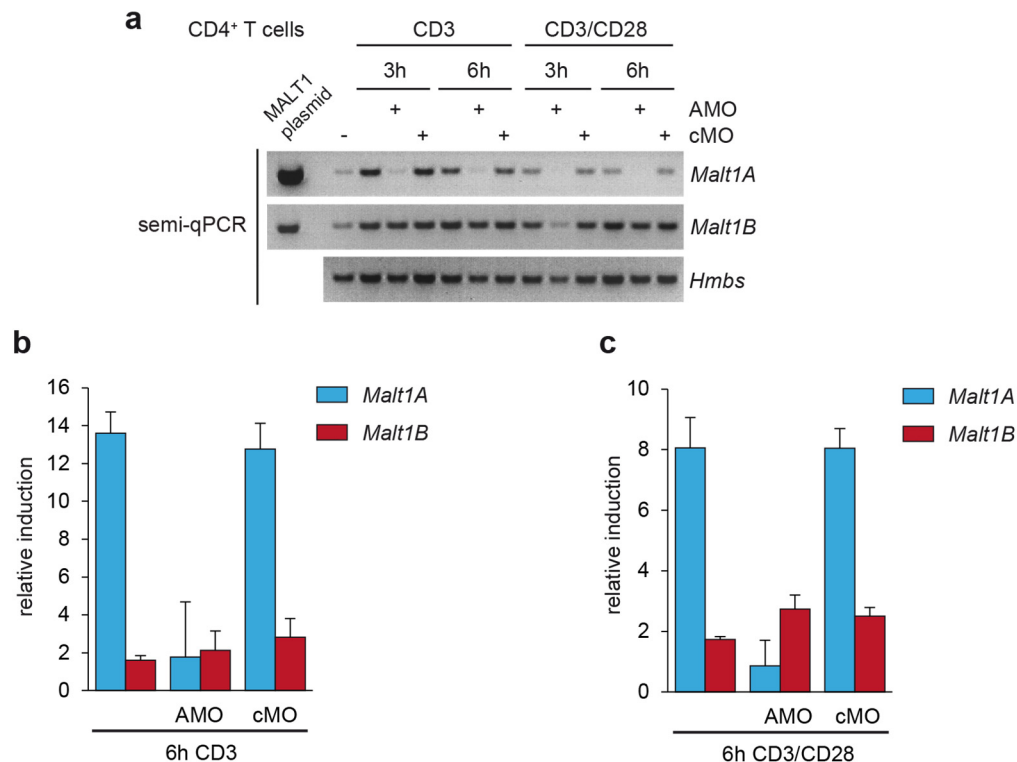 a
CD4+ T cells
CD3
CD3/CD28
3h
6h
3h
6h
MALT1
plasmid
+ + + + AMO
- + + + + cMO
Malt1A
semi-qPCR
Malt1B
Hmbs
b
relative induction
16
14
12
10
8
6
4
2
0
Malt1A
Malt1B
AMO
cMO
6h CD3
c
relative induction
10
8
6
4
2
0
Malt1A
Malt1B
AMO
cMO
6h CD3/CD28